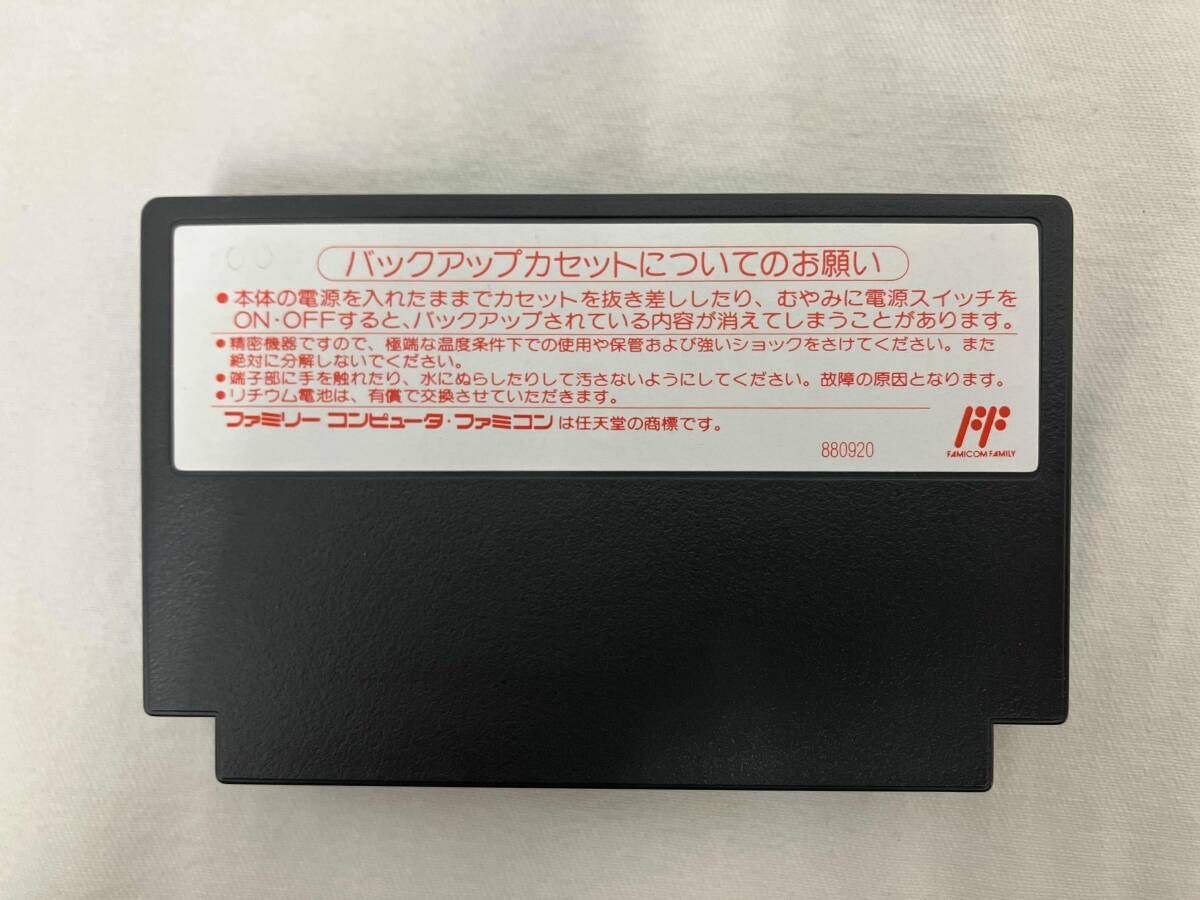 バックアップカセットについてのお願い
●本体の電源を入れたままでカセットを抜き差ししたり、むやみに電源スイッチを
ON・OFFすると、バックアップされている内容が消えてしまうことがあります。
●精密機器ですので、極端な温度条件下での使用や保管および強いショックをさけてください。また
絶対に分解しないでください。
●端子部に手を触れたり、水にぬらしたりして汚さないようにしてください。故障の原因となります。
●リチウム電池は、有償で交換させていただきます。
ファミリー コンピュータ・ファミコンは任天堂の商標です。
880920
FAMICOM FAMILY